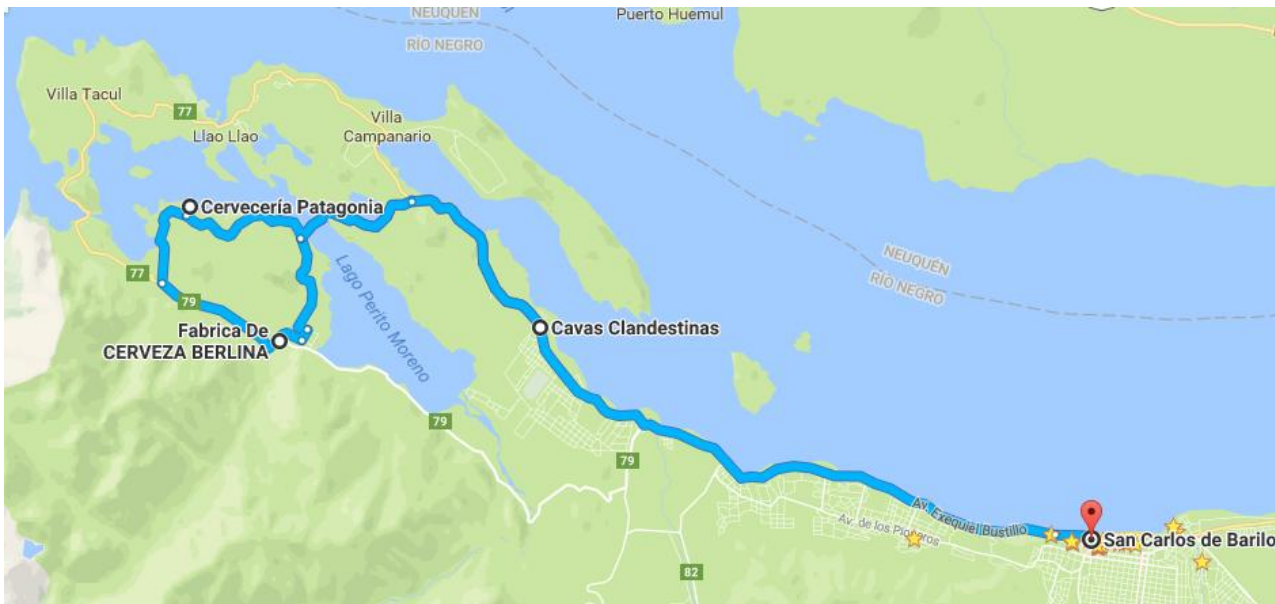 Puerto Huemul
NEUQUÉN
RÍO NEGRO
Villa Tacul
77
Llao Llao
Villa
Campanario
Cervecería Patagonia
77
79
Lago Perito Moreno
NEUQUÉN
RÍO NEGRO
Fabrica De
CERVEZA BERLINA
Cavas Clandestinas
79
79
Av. Exequiel Bustillo
Av. de los Pioneros
San Carlos de Barilo
82